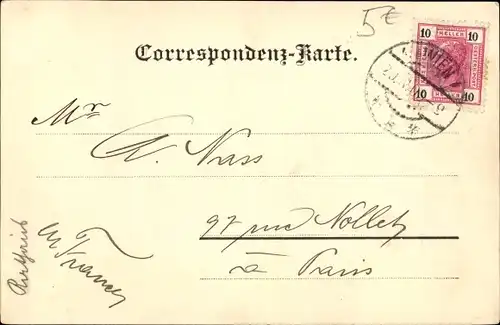 5€
10 HELLER 10
10 10
WIEN
Correspondenz-Karte.
Mr
A. Nass
97 rue Nollet
à Paris